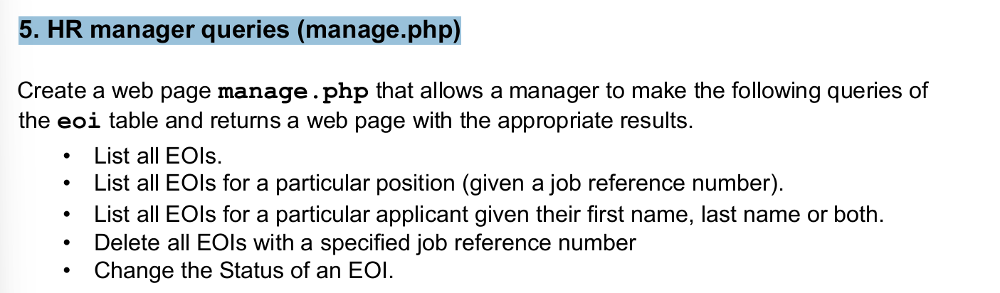 5. HR manager queries (manage.php)
Create a web page manage.php that allows a manager to make the following queries of
the eoi table and returns a web page with the appropriate results.
• List all EOIs.
• List all EOIs for a particular position (given a job reference number).
• List all EOIs for a particular applicant given their first name, last name or both.
• Delete all EOIs with a specified job reference number
• Change the Status of an EOI.